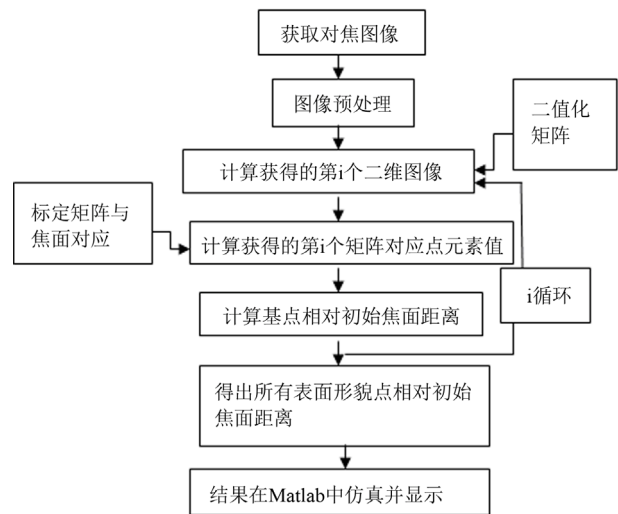 获取对焦图像
图像预处理
二值化
矩阵
计算获得的第i个二维图像
标定矩阵与
焦面对应
计算获得的第i个矩阵对应点元素值
i循环
计算基点相对初始焦面距离
得出所有表面形貌点相对初始
焦面距离
结果在Matlab中仿真并显示